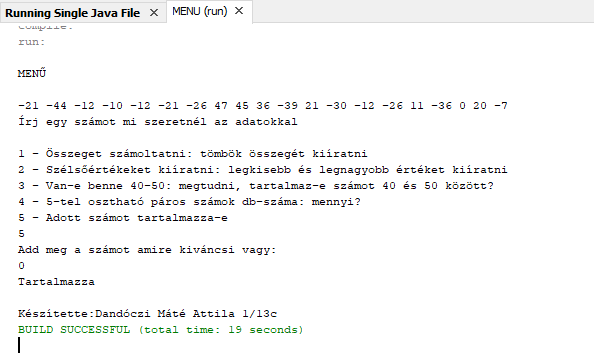 Running Single Java File
MENU (run)
compile:
run:
MENŰ
-21 -44 -12 -10 -12 -21 -26 47 45 36 -39 21 -30 -12 -26 11 -36 0 20 -7
Írj egy számot mi szeretnél az adatokkal
1 - Összeget számoltatni: tömbök összegét kiíratni
2 - Szélsőértékeket kiíratni: legkisebb és legnagyobb értéket kiíratni
3 - Van-e benne 40-50: megtudni, tartalmaz-e számot 40 és 50 között?
4 - 5-tel osztható páros számok db-száma: mennyi?
5 - Adott számot tartalmazza-e
5
Add meg a számot amire kiváncsi vagy:
0
Tartalmazza
Készítette:Dandóczi Máté Attila 1/13c
BUILD SUCCESSFUL (total time: 19 seconds)